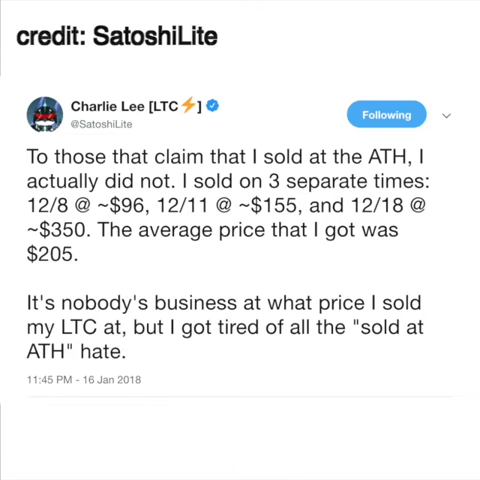 credit: SatoshiLite
Charlie Lee [LTC⚡]
@SatoshiLite
Following
To those that claim that I sold at the ATH, I
actually did not. I sold on 3 separate times:
12/8 @ ~$96, 12/11 @ ~$155, and 12/18 @
~$350. The average price that I got was
$205.
It's nobody's business at what price I sold
my LTC at, but I got tired of all the "sold at
ATH" hate.
11:45 PM - 16 Jan 2018